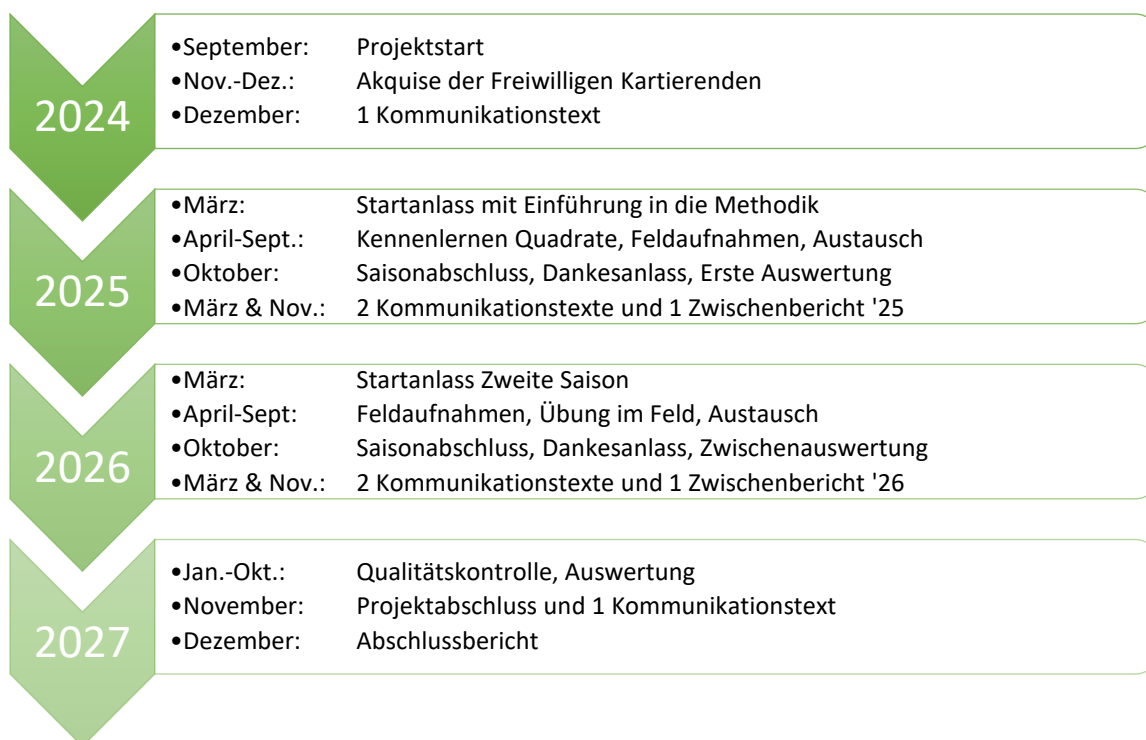 2024
•September: Projektstart
•Nov.-Dez.: Akquise der Freiwilligen Kartierenden
•Dezember: 1 Kommunikationstext
2025
•März: Startanlass mit Einführung in die Methodik
•April-Sept.: Kennenlernen Quadrate, Feldaufnahmen, Austausch
•Oktober: Saisonabschluss, Dankesanlass, Erste Auswertung
•März & Nov.: 2 Kommunikationstexte und 1 Zwischenbericht '25
2026
•März: Startanlass Zweite Saison
•April-Sept: Feldaufnahmen, Übung im Feld, Austausch
•Oktober: Saisonabschluss, Dankesanlass, Zwischenauswertung
•März & Nov.: 2 Kommunikationstexte und 1 Zwischenbericht '26
2027
•Jan.-Okt.: Qualitätskontrolle, Auswertung
•November: Projektabschluss und 1 Kommunikationstext
•Dezember: Abschlussbericht